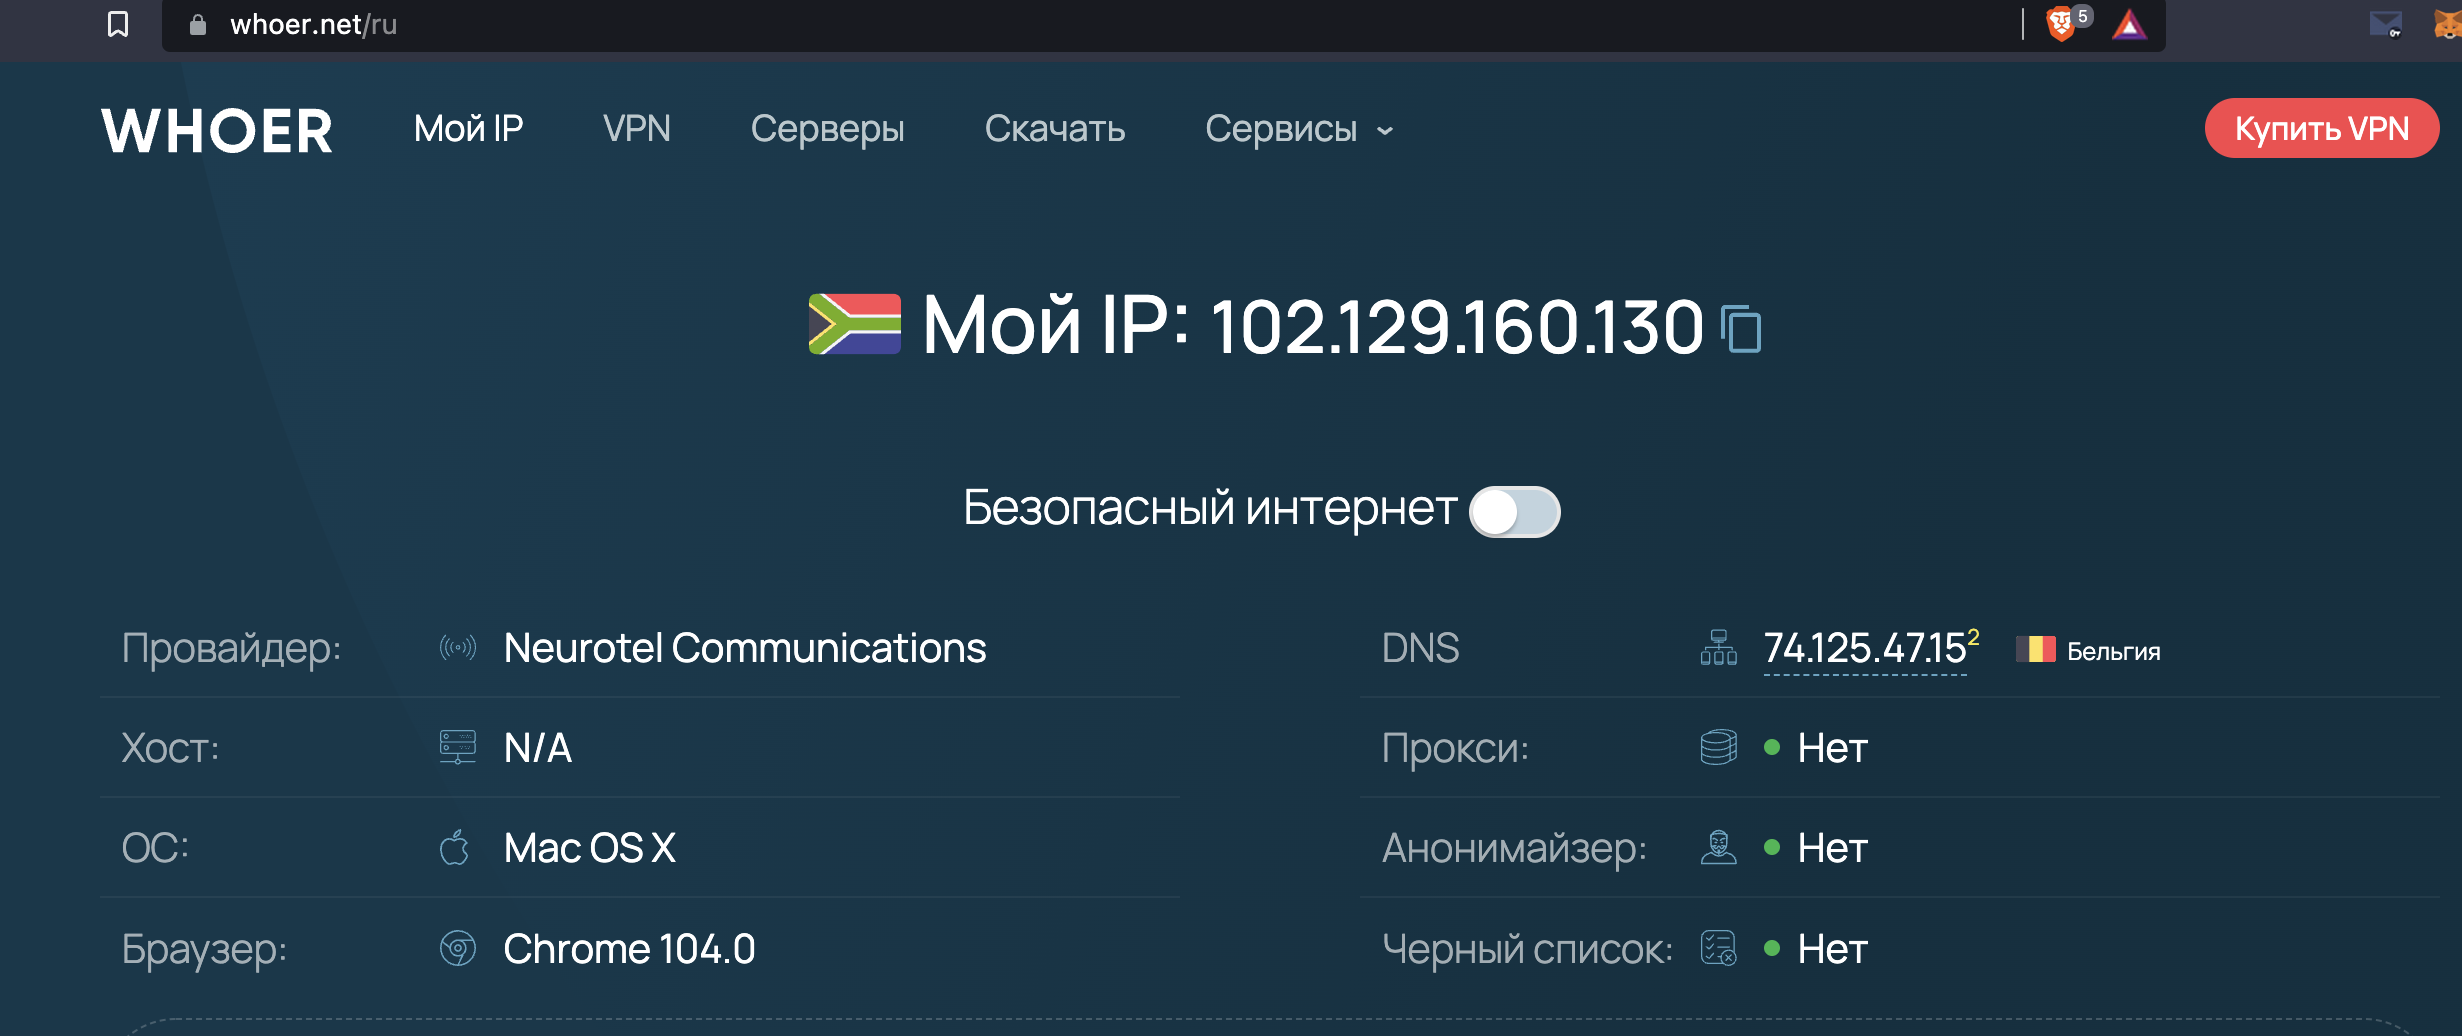 whoer.net/ru
5
WHOER Мой IP VPN Серверы Скачать Сервисы Купить VPN
Мой IP: 102.129.160.130
Безопасный интернет
Провайдер: Neurotel Communications
Хост: N/A
ОС: Mac OS X
Браузер: Chrome 104.0
DNS 74.125.47.15² Бельгия
Прокси: Нет
Анонимайзер: Нет
Черный список: Нет